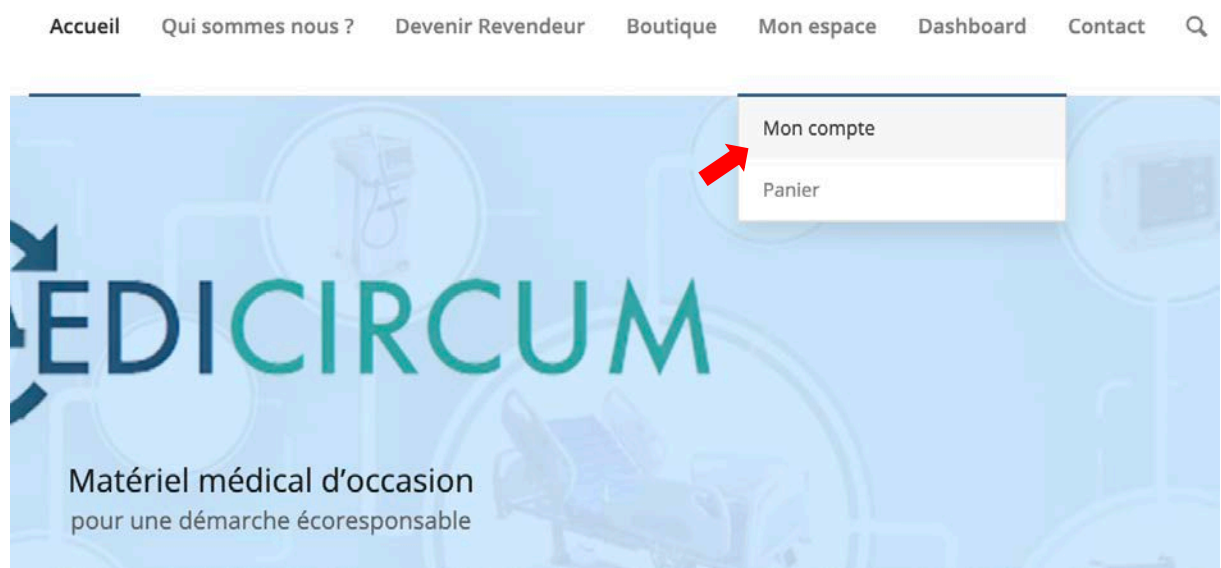 Accueil Qui sommes nous ? Devenir Revendeur Boutique Mon espace Dashboard Contact
Mon compte
Panier
EDICIRCUM
Matériel médical d’occasion
pour une démarche écoresponsable